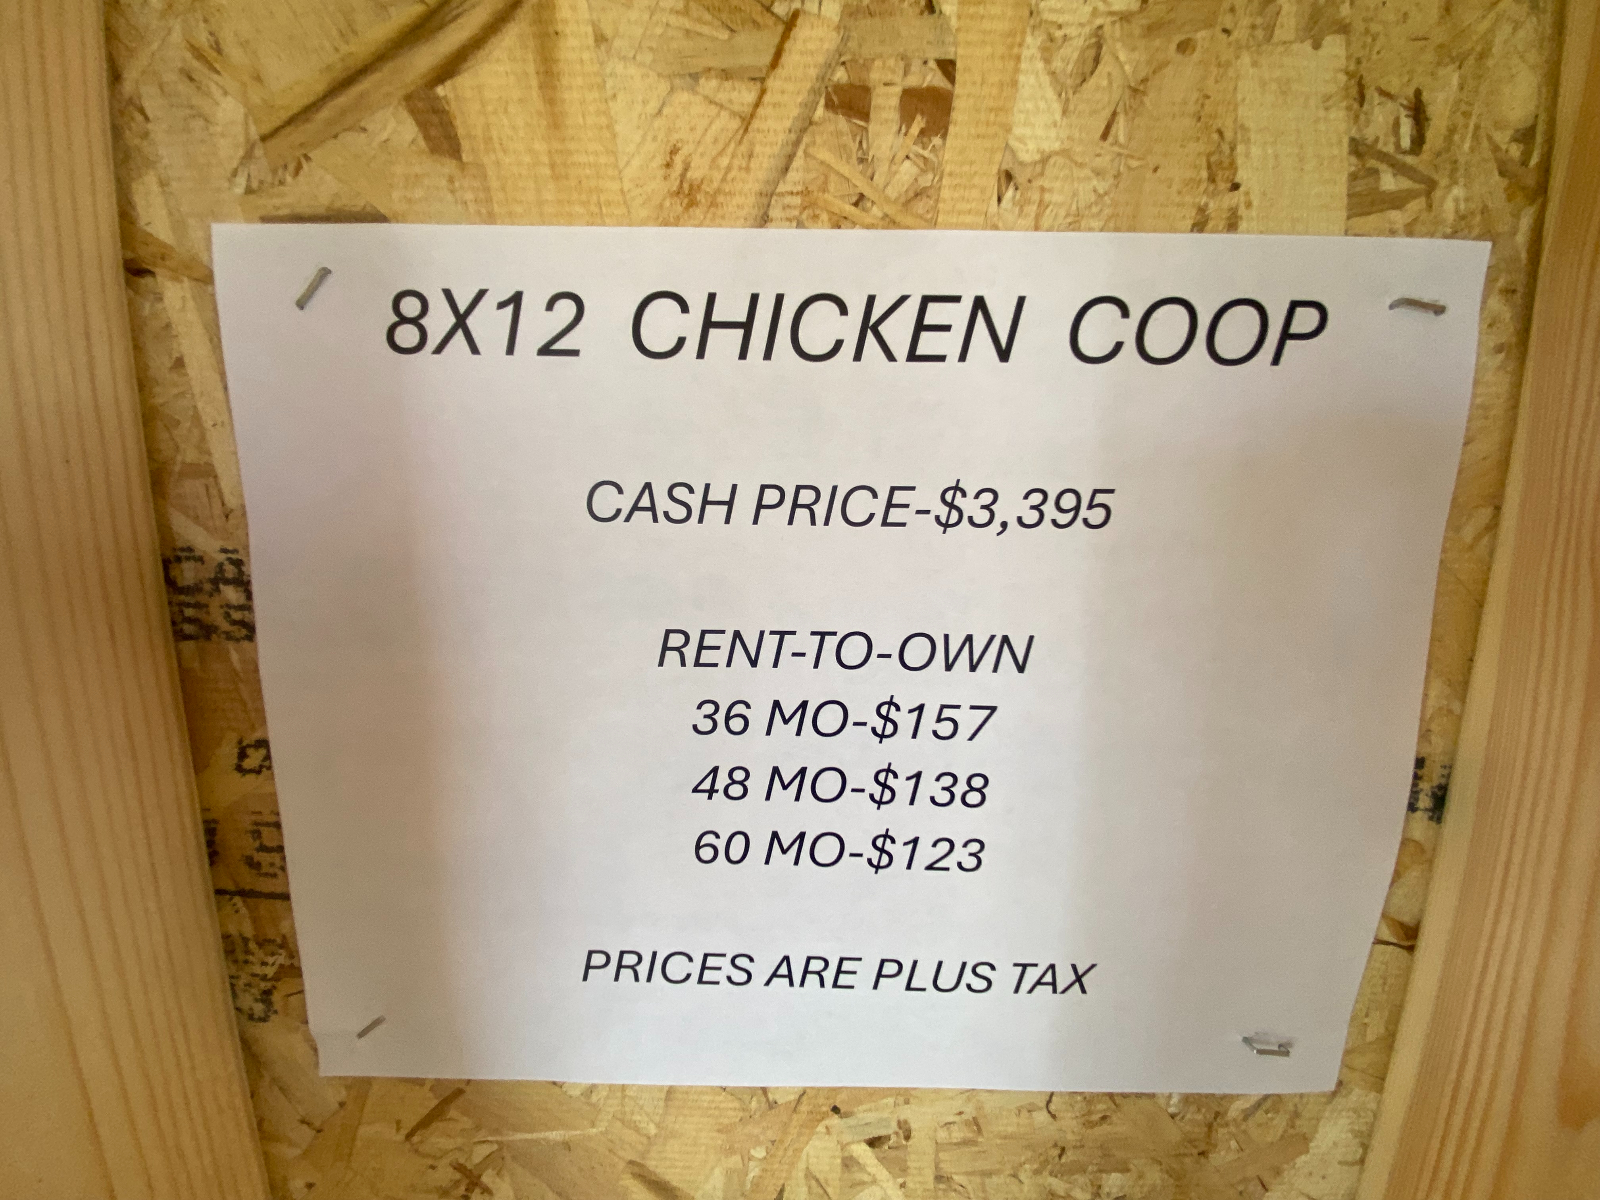 8X12 CHICKEN COOP
CASH PRICE-$3,395
RENT-TO-OWN
36 MO-$157
48 MO-$138
60 MO-$123
PRICES ARE PLUS TAX